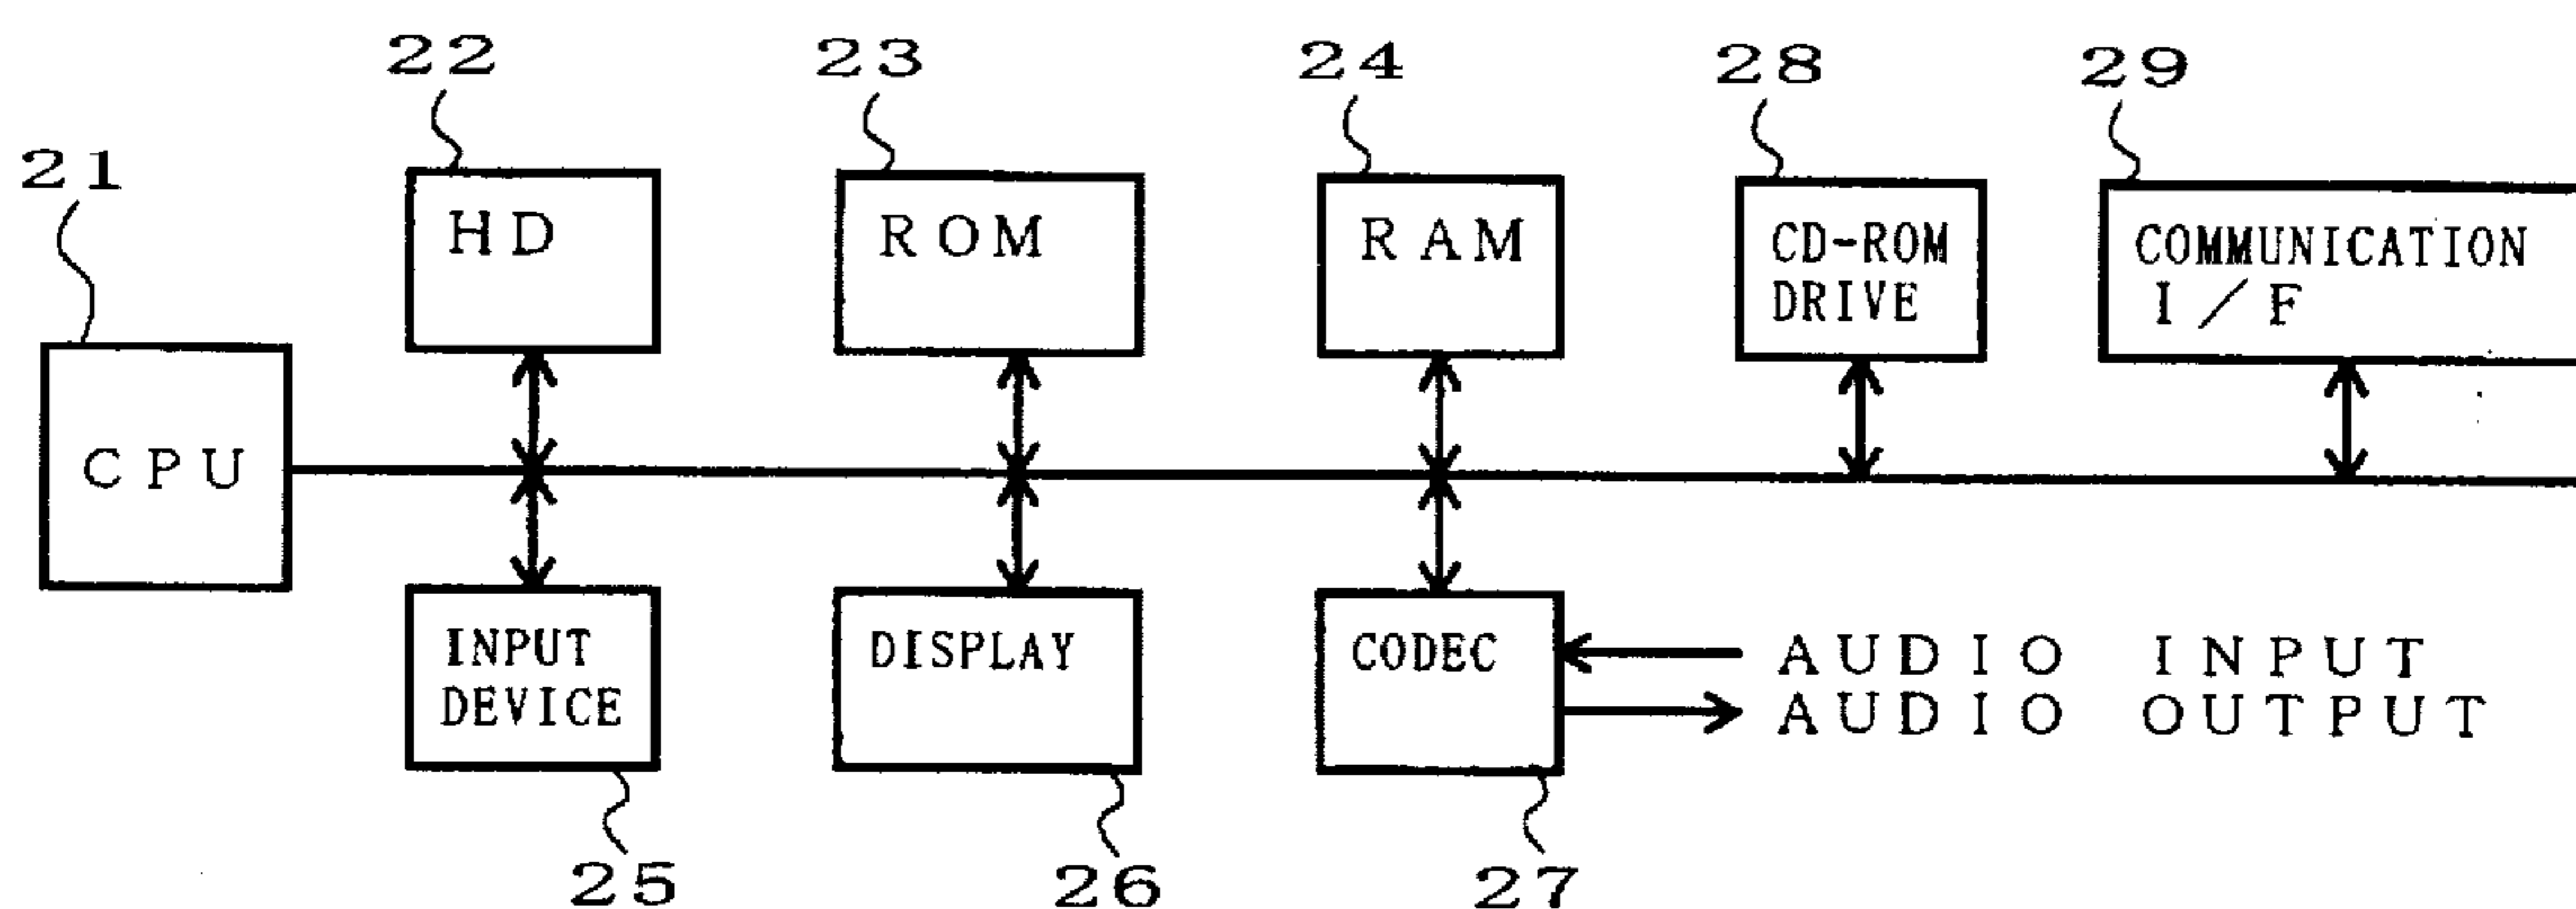 22
23
24
28
29
21
HD
ROM
RAM
CD-ROM
DRIVE
COMMUNICATION
I/F
CPU
INPUT
DEVICE
DISPLAY
CODEC
AUDIO INPUT
AUDIO OUTPUT
25
26
27